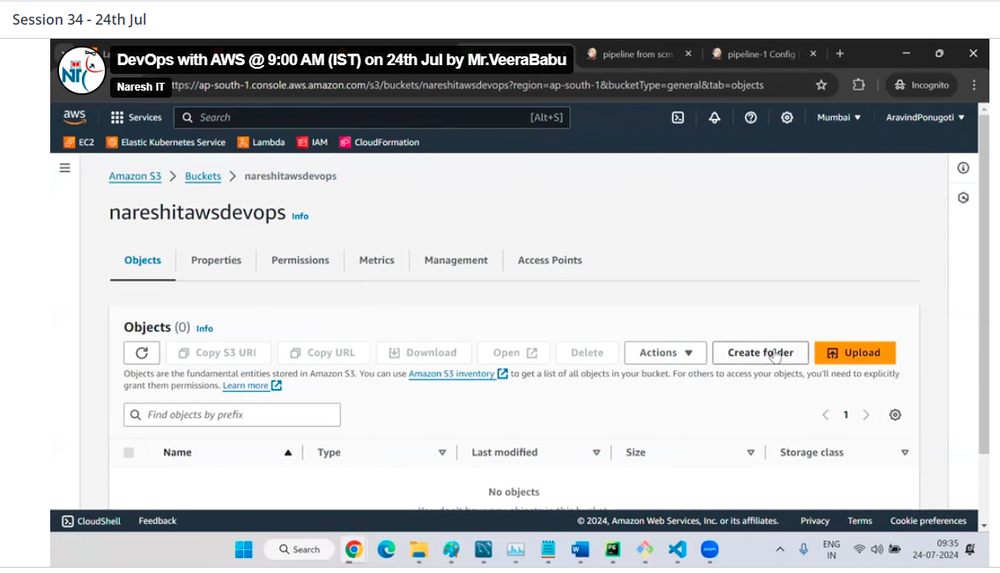 Session 34 - 24th Jul
DevOps with AWS @ 9:00 AM (IST) on 24th Jul by Mr.VeeraBabu
pipeline from scm
pipeline-1 Config
Naresh IT
ttps://ap-south-1.console.aws.amazon.com/s3/buckets/nareshitawsdevops?region=ap-south-1&bucketType=general&tab=objects
Incognito
aws
Services
Search
[Alt+S]
Mumbai
AravindPonugoti
EC2
Elastic Kubernetes Service
Lambda
IAM
CloudFormation
Amazon S3 > Buckets > nareshitawsdevops
nareshitawsdevops Info
Objects
Properties
Permissions
Metrics
Management
Access Points
Objects (0) Info
Copy S3 URI
Copy URL
Download
Open
Delete
Actions
Create folder
Upload
Objects are the fundamental entities stored in Amazon S3. You can use Amazon S3 inventory to get a list of all objects in your bucket. For others to access your objects, you'll need to explicitly
grant them permissions. Learn more
Find objects by prefix
1
Name
Type
Last modified
Size
Storage class
No objects
CloudShell
Feedback
© 2024, Amazon Web Services, Inc. or its affiliates.
Privacy
Terms
Cookie preferences
Search
ENG
IN
09:35
24-07-2024